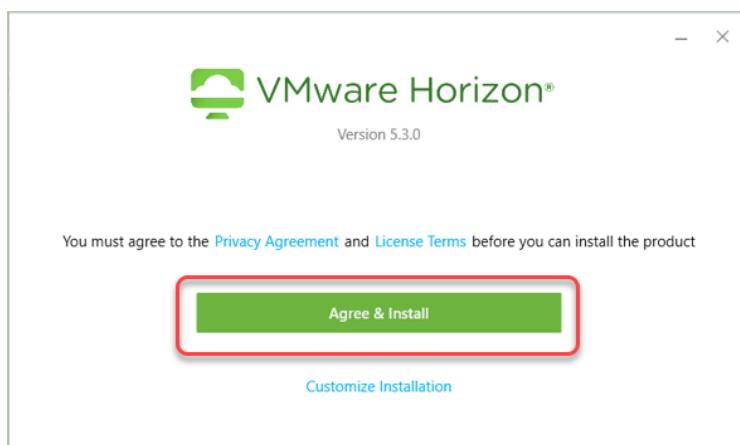 VMware Horizon®
Version 5.3.0
You must agree to the Privacy Agreement and License Terms before you can install the product
Agree & Install
Customize Installation